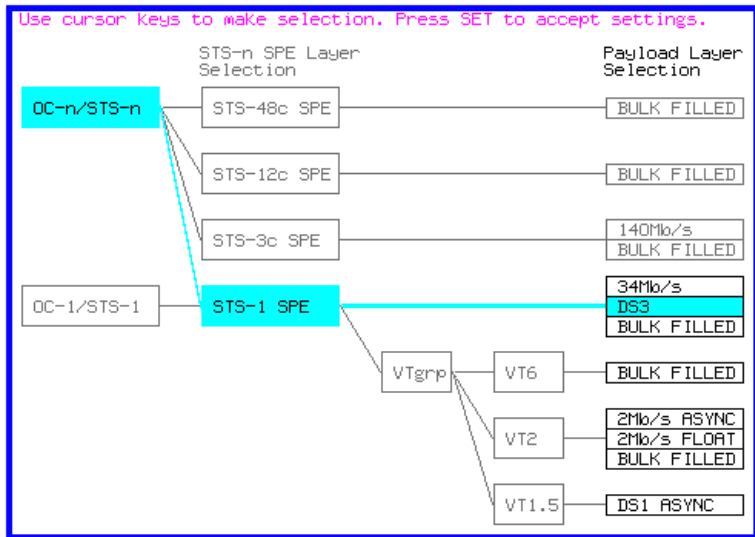 Use cursor keys to make selection. Press SET to accept settings.
STS-n SPE Layer
Selection
Payload Layer
Selection
OC-n/STS-n
STS-48c SPE
BULK FILLED
STS-12c SPE
BULK FILLED
STS-3c SPE
140Mb/s
BULK FILLED
OC-1/STS-1
STS-1 SPE
34Mb/s
DS3
BULK FILLED
VTgrp
VT6
BULK FILLED
VT2
2Mb/s ASYNC
2Mb/s FLOAT
BULK FILLED
VT1.5
DS1 ASYNC